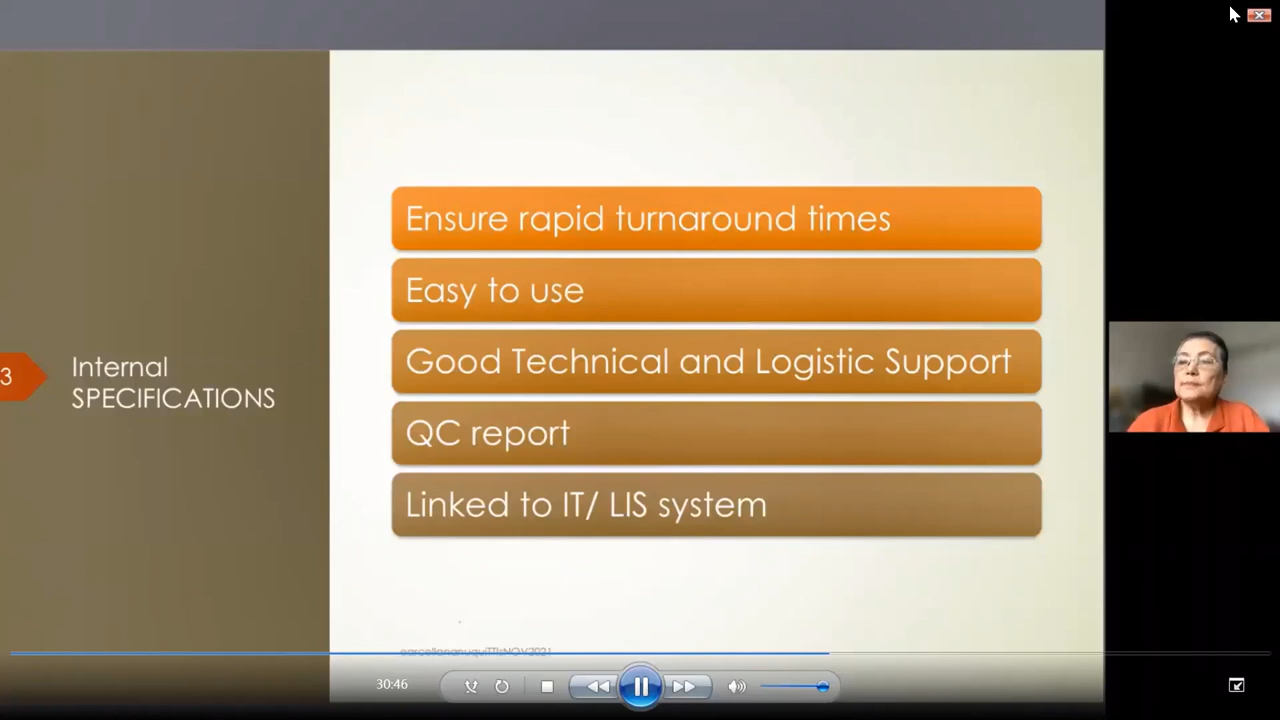 Ensure rapid turnaround times
Easy to use
Good Technical and Logistic Support
QC report
Linked to IT/ LIS system
3
Internal
SPECIFICATIONS
30:46